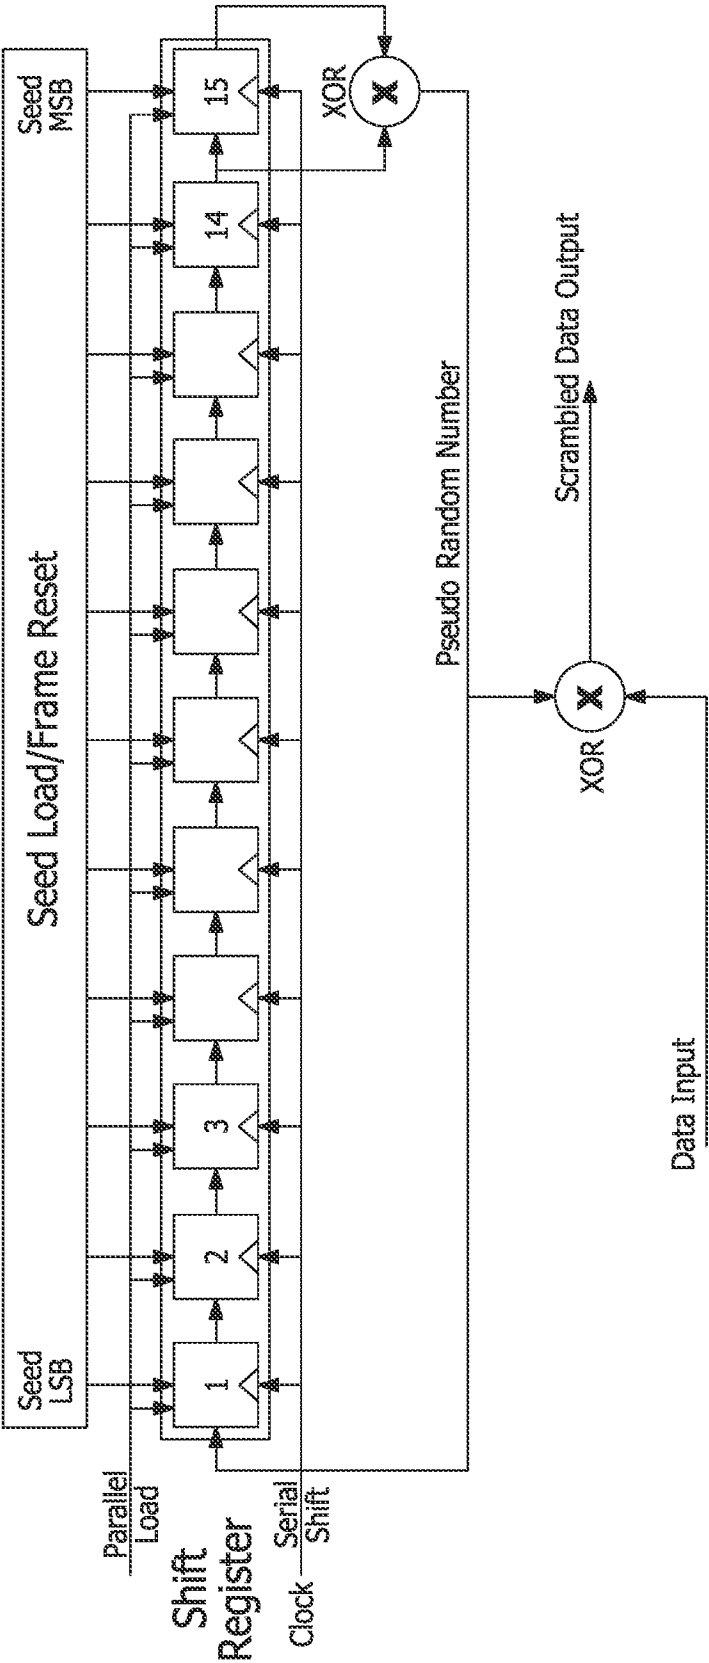 Seed
LSB
Seed Load/Frame Reset
Seed
MSB
Parallel
Load
Shift
Register
1
2
3
14
15
Serial
Shift
Clock
XOR
X
Pseudo Random Number
XOR
X
Scrambled Data Output
Data Input